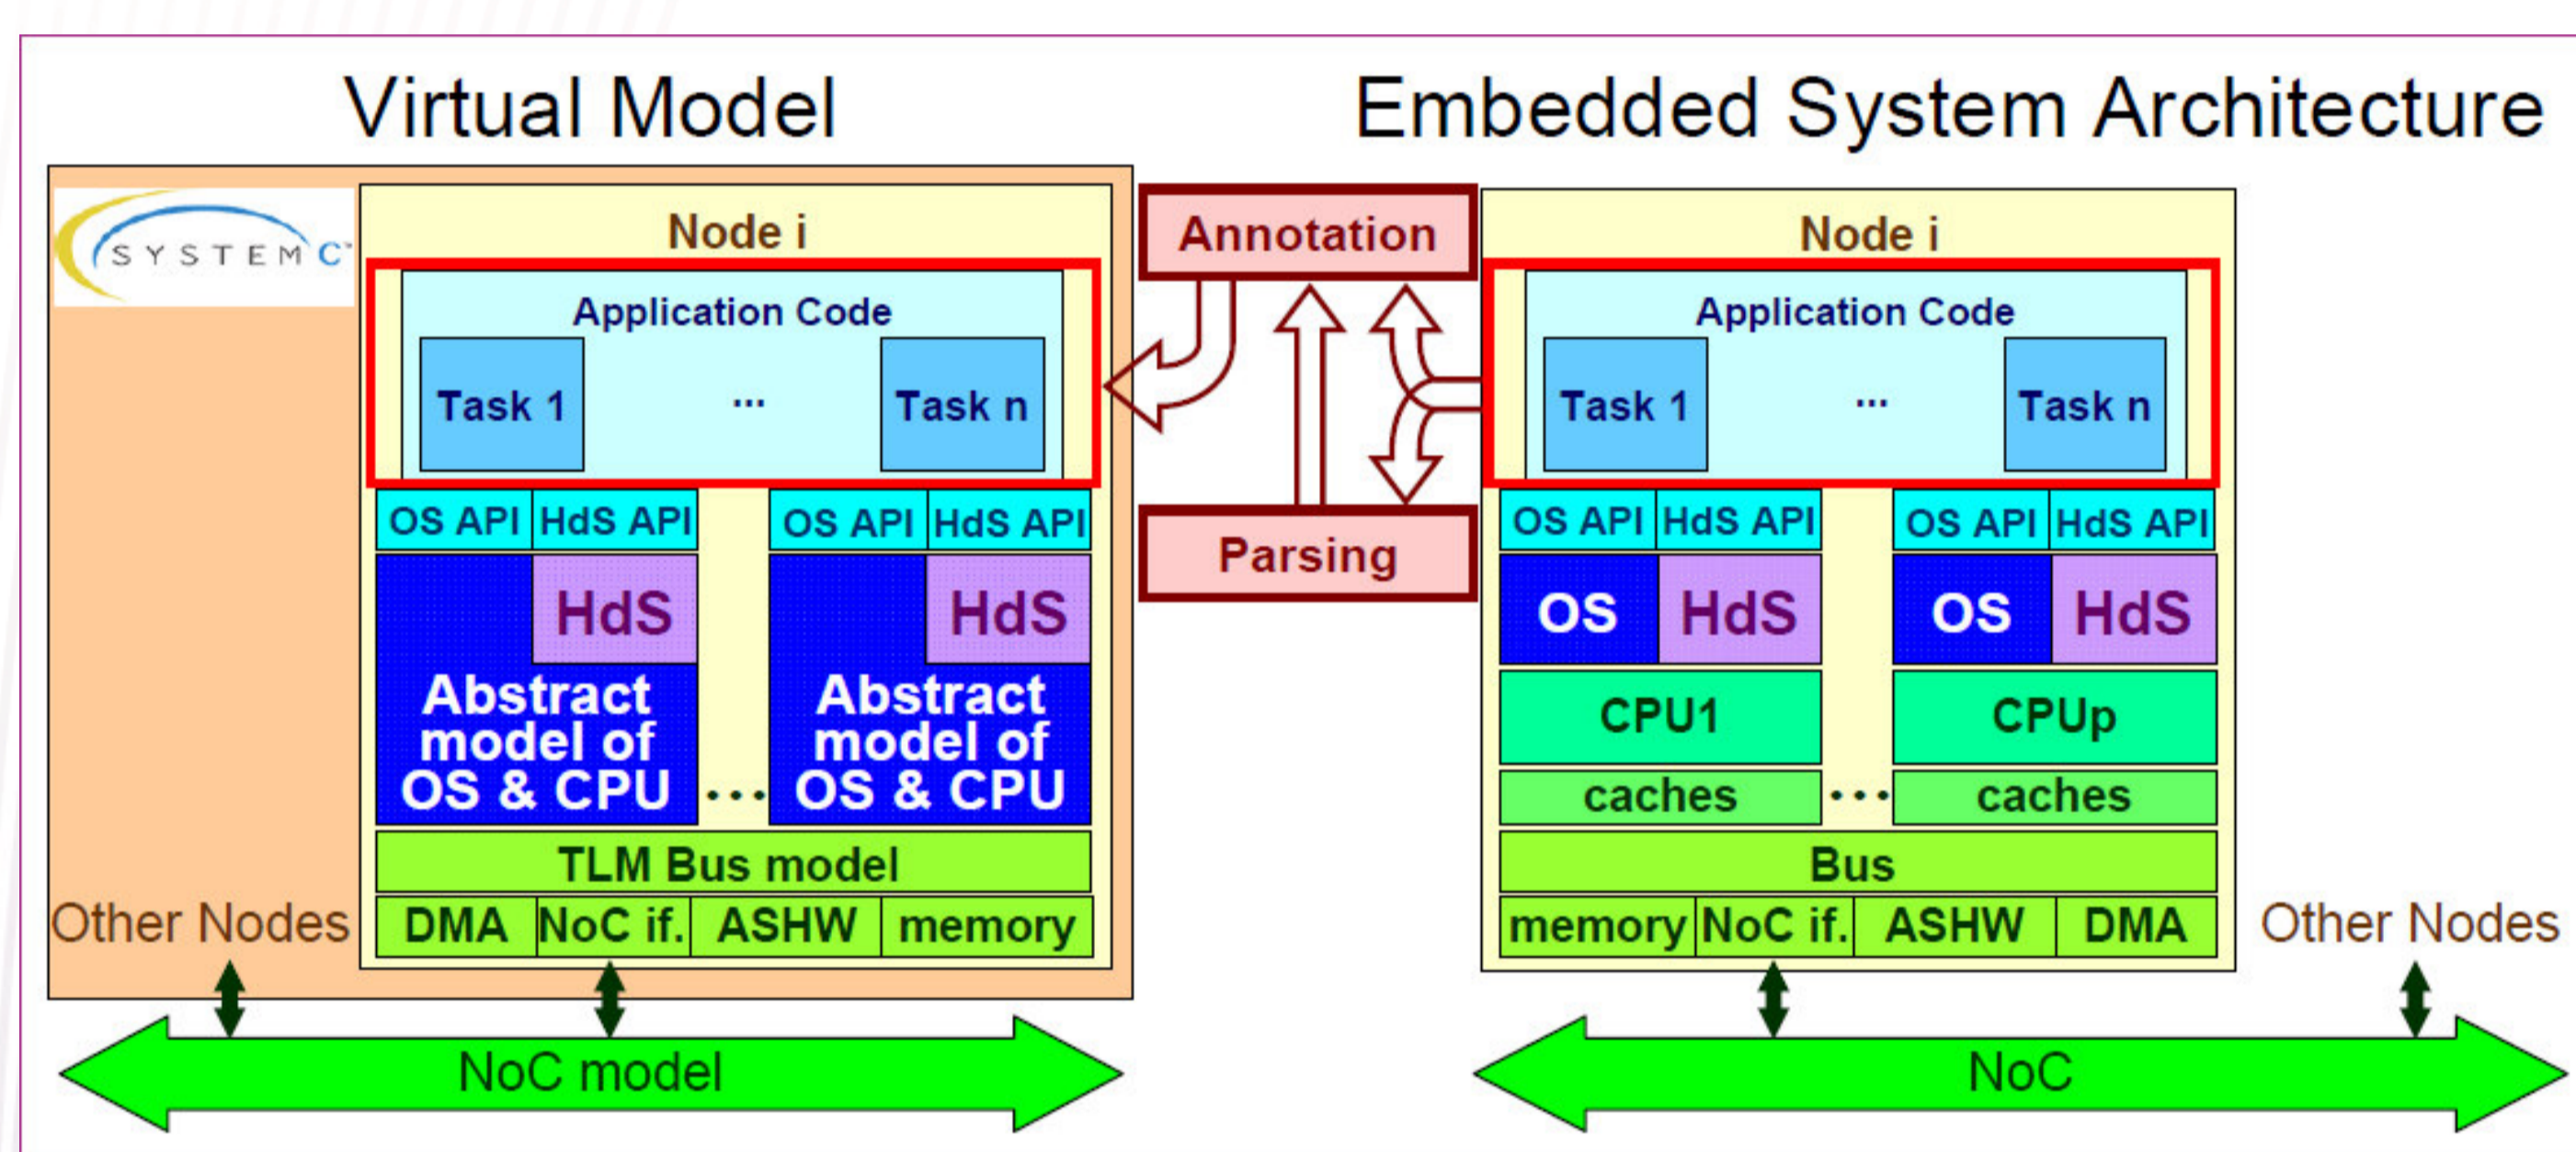 Virtual Model
Embedded System Architecture
SYSTEMC™
Node i
Application Code
Task 1
...
Task n
OS API
HdS API
OS API
HdS API
HdS
HdS
Abstract
model of
OS & CPU
...
Abstract
model of
OS & CPU
TLM Bus model
DMA
NoC if.
ASHW
memory
Other Nodes
NoC model
Annotation
Parsing
Node i
Application Code
Task 1
...
Task n
OS API
HdS API
OS API
HdS API
OS
HdS
OS
HdS
CPU1
CPUp
caches
...
caches
Bus
memory
NoC if.
ASHW
DMA
Other Nodes
NoC